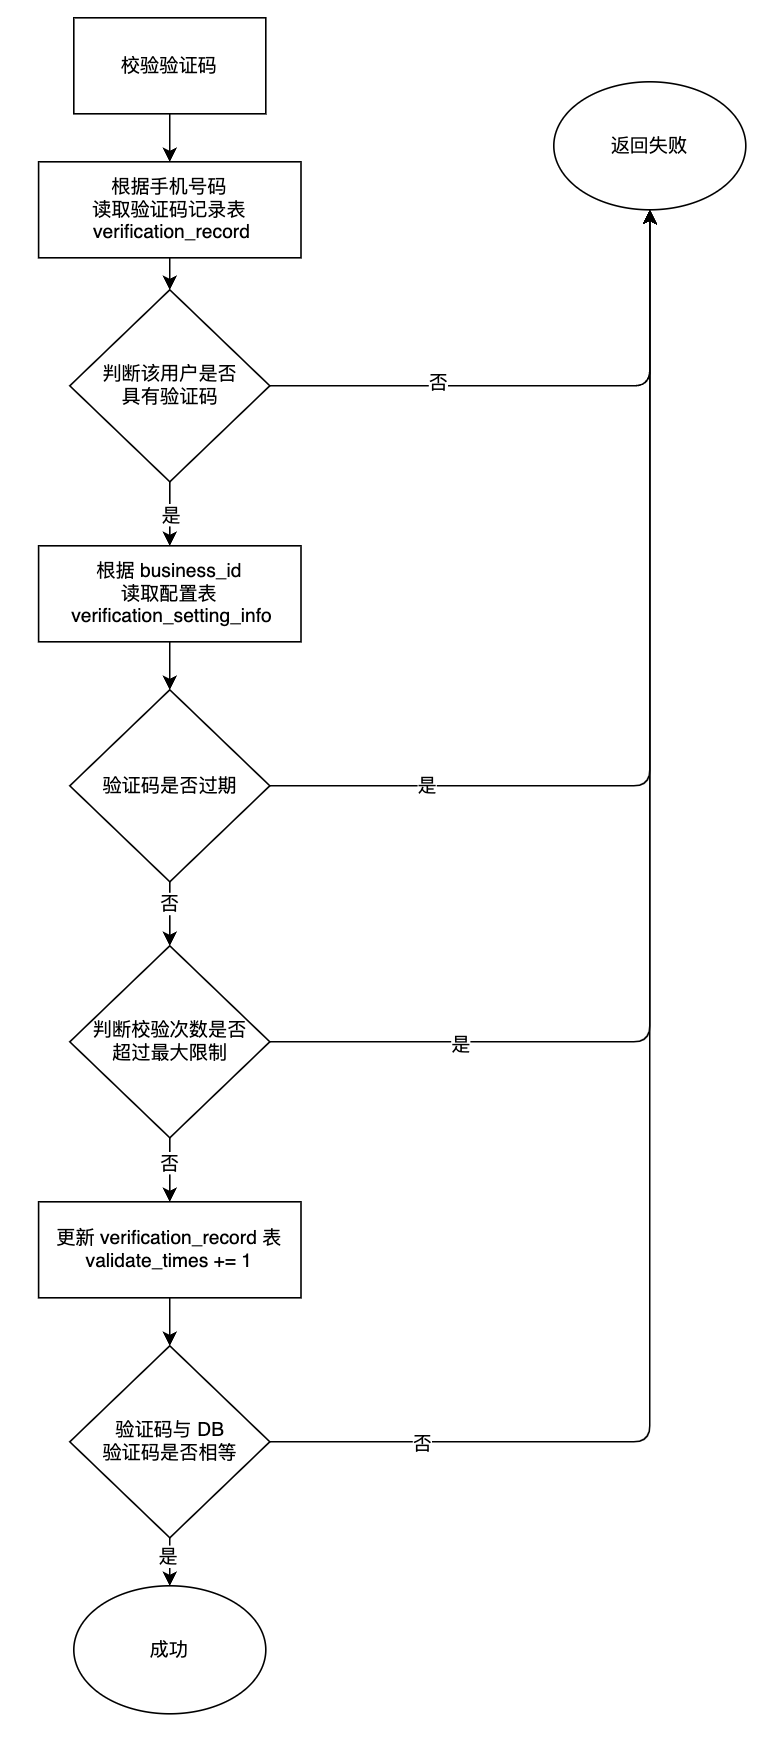 校验验证码
返回失败
根据手机号码
读取验证码记录表
verification_record
判断该用户是否
具有验证码
否
是
根据 business_id
读取配置表
verification_setting_info
验证码是否过期
是
否
判断校验次数是否
超过最大限制
是
否
更新 verification_record 表
validate_times += 1
验证码与 DB
验证码是否相等
否
是
成功